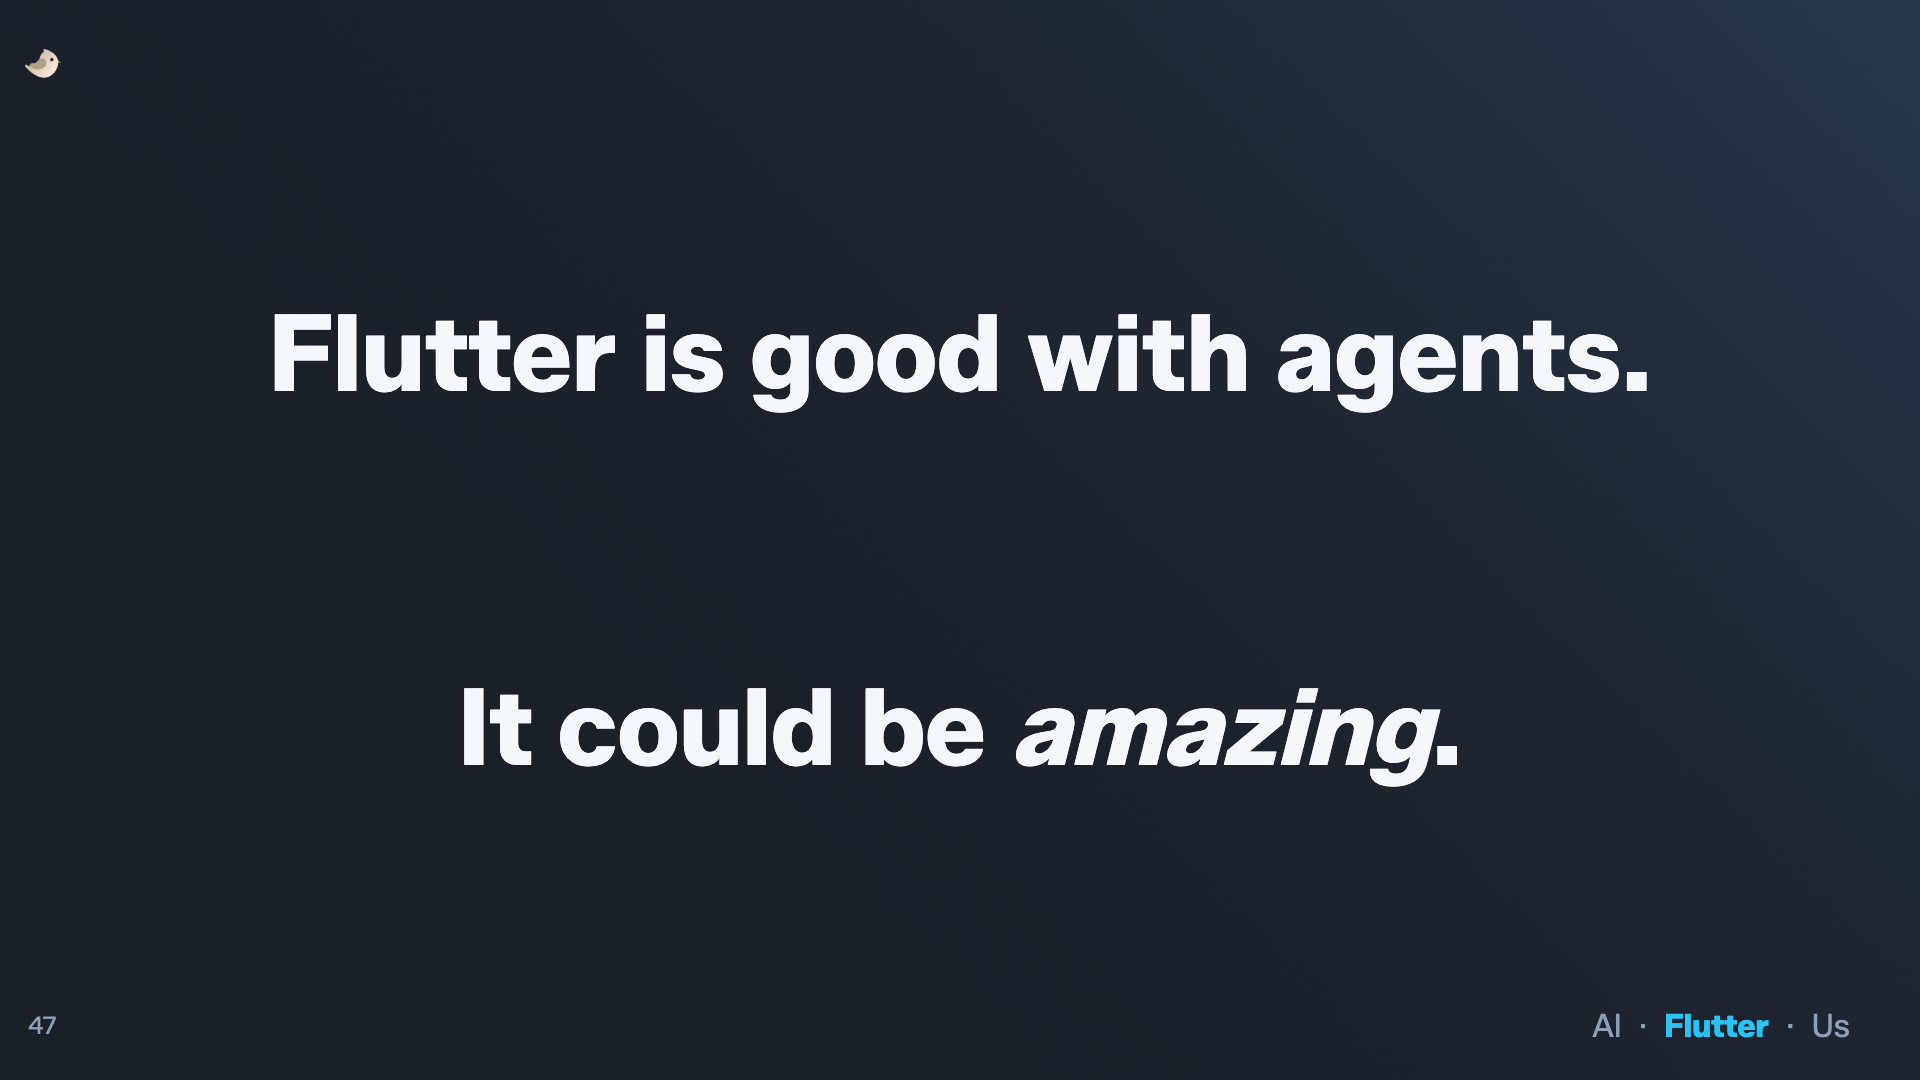 Flutter is good with agents.
It could be amazing.
47
AI · Flutter · Us